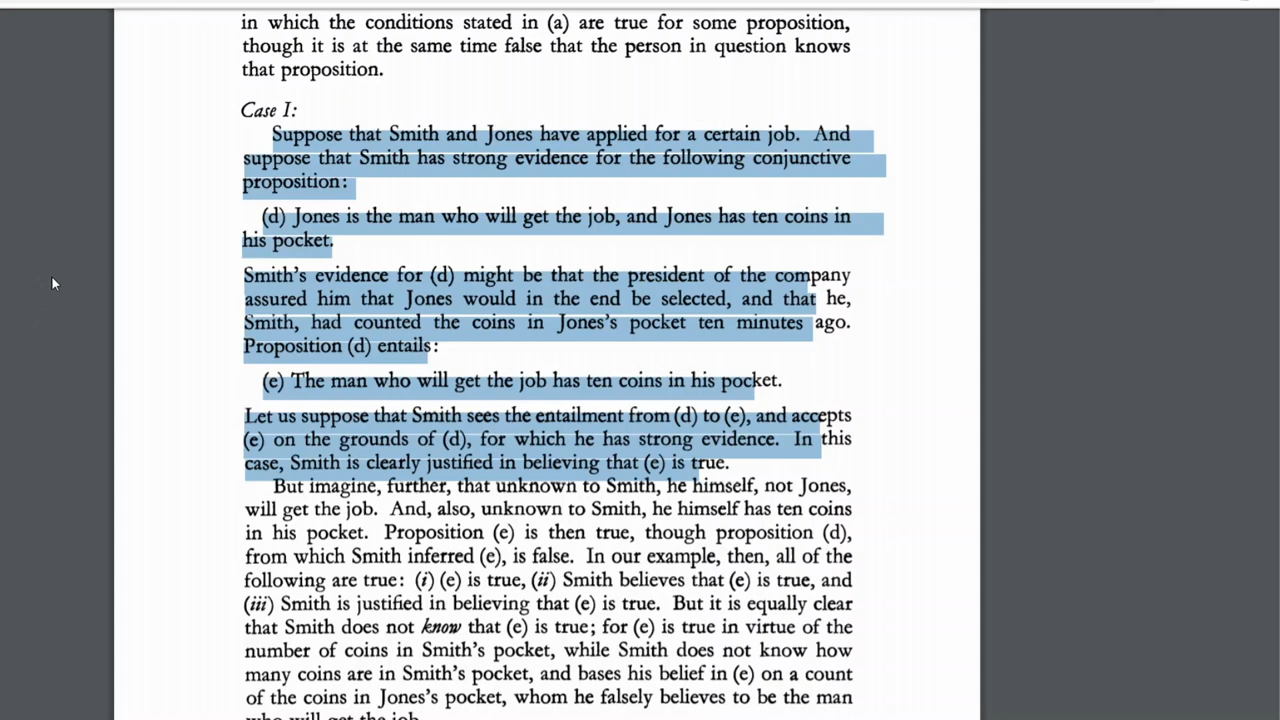 in which the conditions stated in (a) are true for some proposition,
though it is at the same time false that the person in question knows
that proposition.
Case I:
Suppose that Smith and Jones have applied for a certain job. And
suppose that Smith has strong evidence for the following conjunctive
proposition:
(d) Jones is the man who will get the job, and Jones has ten coins in
his pocket.
Smith's evidence for (d) might be that the president of the company
assured him that Jones would in the end be selected, and that he,
Smith, had counted the coins in Jones's pocket ten minutes ago.
Proposition (d) entails:
(e) The man who will get the job has ten coins in his pocket.
Let us suppose that Smith sees the entailment from (d) to (e), and accepts
(e) on the grounds of (d), for which he has strong evidence. In this
case, Smith is clearly justified in believing that (e) is true.
But imagine, further, that unknown to Smith, he himself, not Jones,
will get the job. And, also, unknown to Smith, he himself has ten coins
in his pocket. Proposition (e) is then true, though proposition (d),
from which Smith inferred (e), is false. In our example, then, all of the
following are true: (i) (e) is true, (ii) Smith believes that (e) is true, and
(iii) Smith is justified in believing that (e) is true. But it is equally clear
that Smith does not know that (e) is true; for (e) is true in virtue of the
number of coins in Smith's pocket, while Smith does not know how
many coins are in Smith's pocket, and bases his belief in (e) on a count
of the coins in Jones's pocket, whom he falsely believes to be the man
who will get the job.